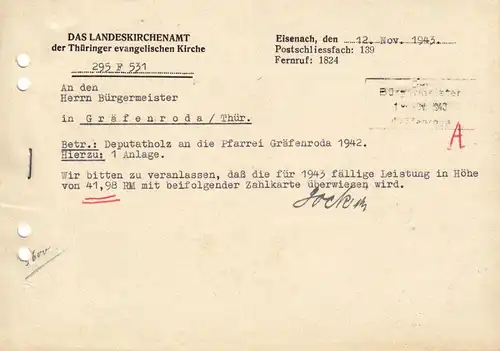 DAS LANDESKIRCHENAMT
der Thüringer evangelischen Kirche
295 F 531
Eisenach, den 12. Nov. 1943.
Postschliessfach: 139
Fernruf: 1824
An den
Herrn Bürgermeister
in Gräfenroda/Thür.
A
Betr.: Deputatholz an die Pfarrei Gräfenroda 1942.
Hierzu: 1 Anlage.
Wir bitten zu veranlassen, daß die für 1943 fällige Leistung in Höhe
von 41,98 RM mit beifolgender Zahlkarte überwiesen wird.